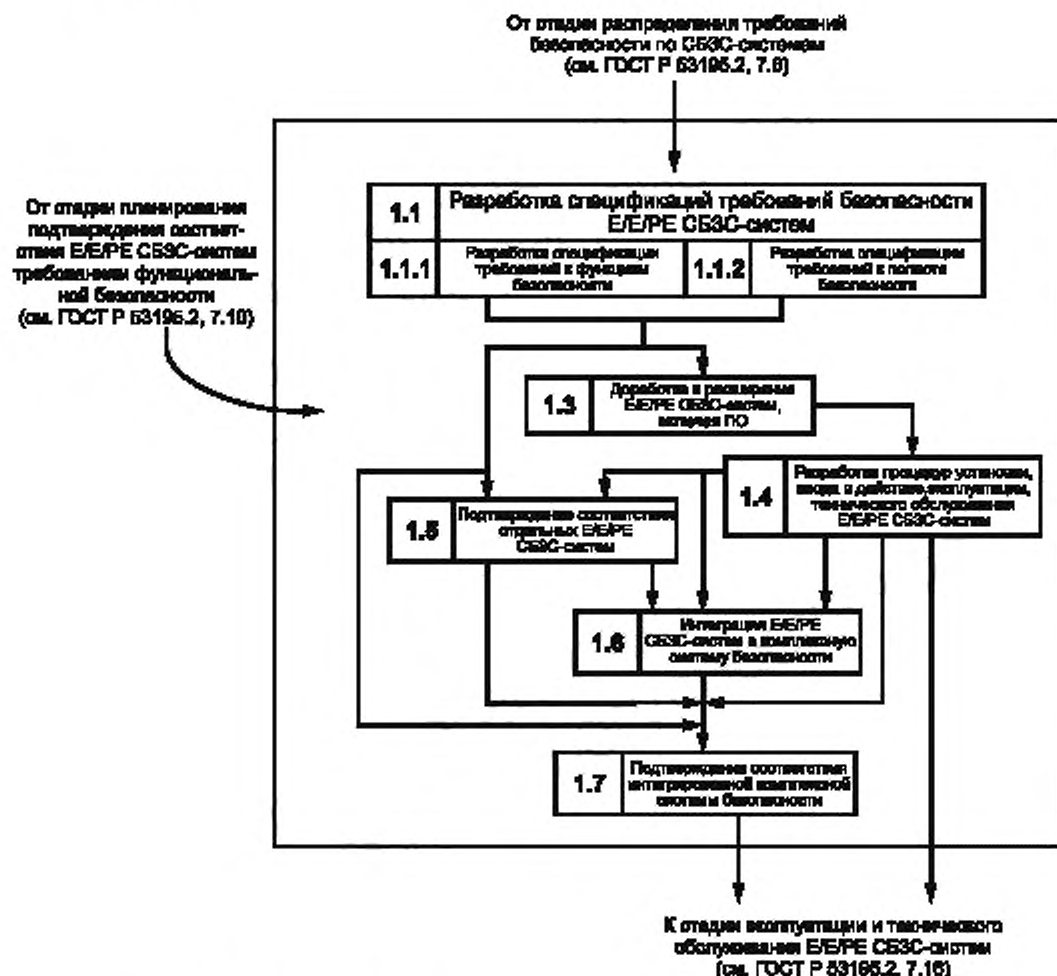 От стадии распределения требований
безопасности по СБЗС-системам
(см. ГОСТ Р 53195.2, 7.6)
От стадии планирования
подтверждения соответ-
ствия Е/Е/РЕ СБЗС-систем
требованиям функциональ-
ной безопасности
(см. ГОСТ Р 53195.2, 7.10)
1.1
Разработка спецификаций требований безопасности
Е/Е/РЕ СБЗС-систем
1.1.1
Разработка спецификации
требований к функциям
безопасности
1.1.2
Разработка спецификации
требований к полноте
безопасности
1.3
Доработка и расширение
Е/Е/РЕ СБЗС-систем,
включая ПО
1.4
Разработка процедур установки,
ввода в действие, эксплуатации,
технического обслуживания
Е/Е/РЕ СБЗС-систем
1.5
Подтверждение соответствия
отдельных Е/Е/РЕ
СБЗС-систем
1.6
Интеграция Е/Е/РЕ
СБЗС-систем в комплексную
систему безопасности
1.7
Подтверждение соответствия
интегрированной комплексной
системы безопасности
К стадии эксплуатации и технического
обслуживания Е/Е/РЕ СБЗС-систем
(см. ГОСТ Р 53195.2, 7.16)